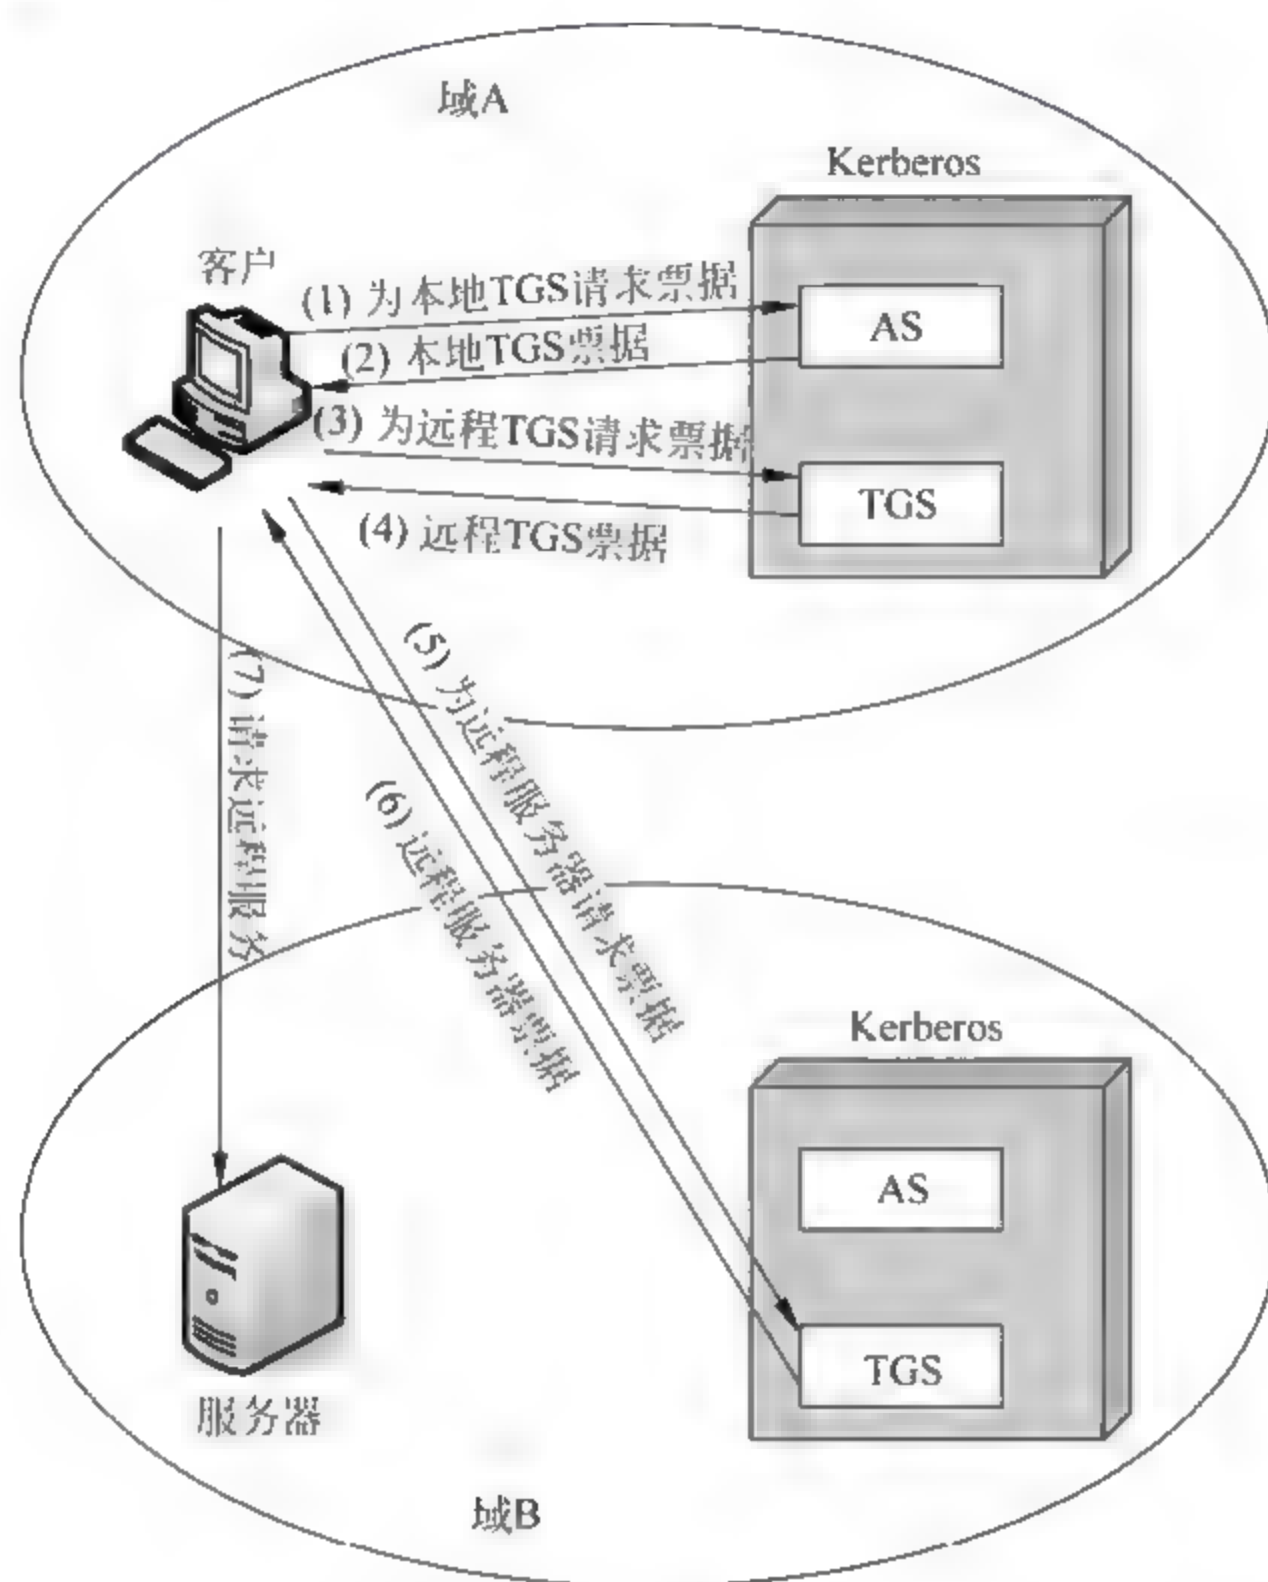 域A
Kerberos
客户
(1) 为本地TGS请求票据
AS
(2) 本地TGS票据
(3) 为远程TGS请求票据
TGS
(4) 远程TGS票据
(5) 为远程服务器请求票据
(7) 请求远程服务
(6) 远程服务器票据
Kerberos
AS
TGS
服务器
域B